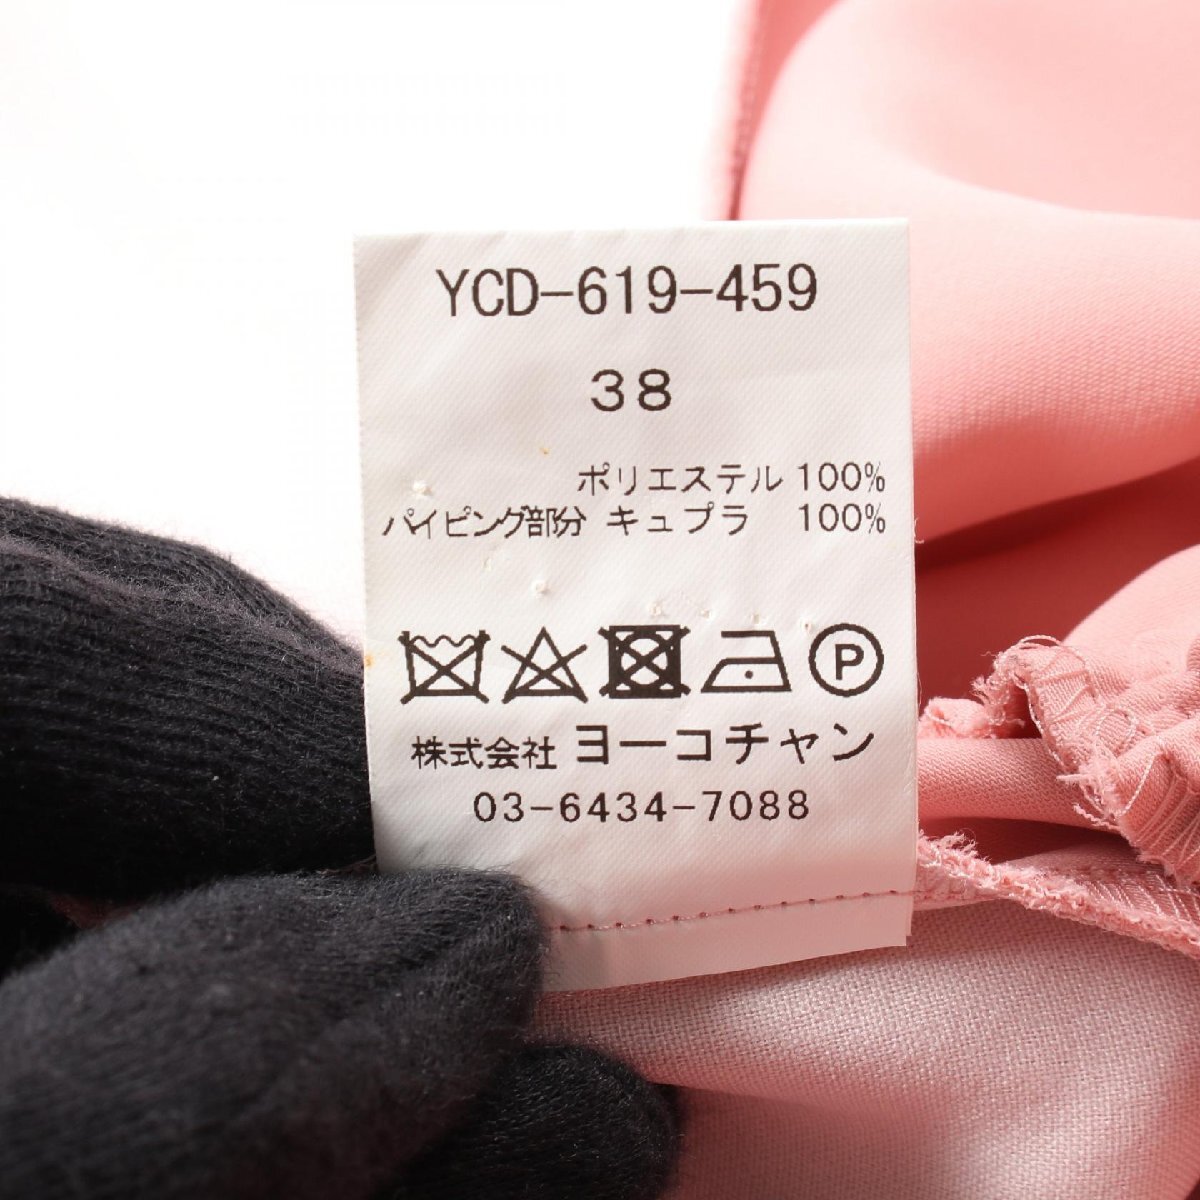 YCD-619-459
38
ポリエステル 100%
パイピング部分 キュプラ 100%
P
株式会社 ヨーコチャン
03-6434-7088